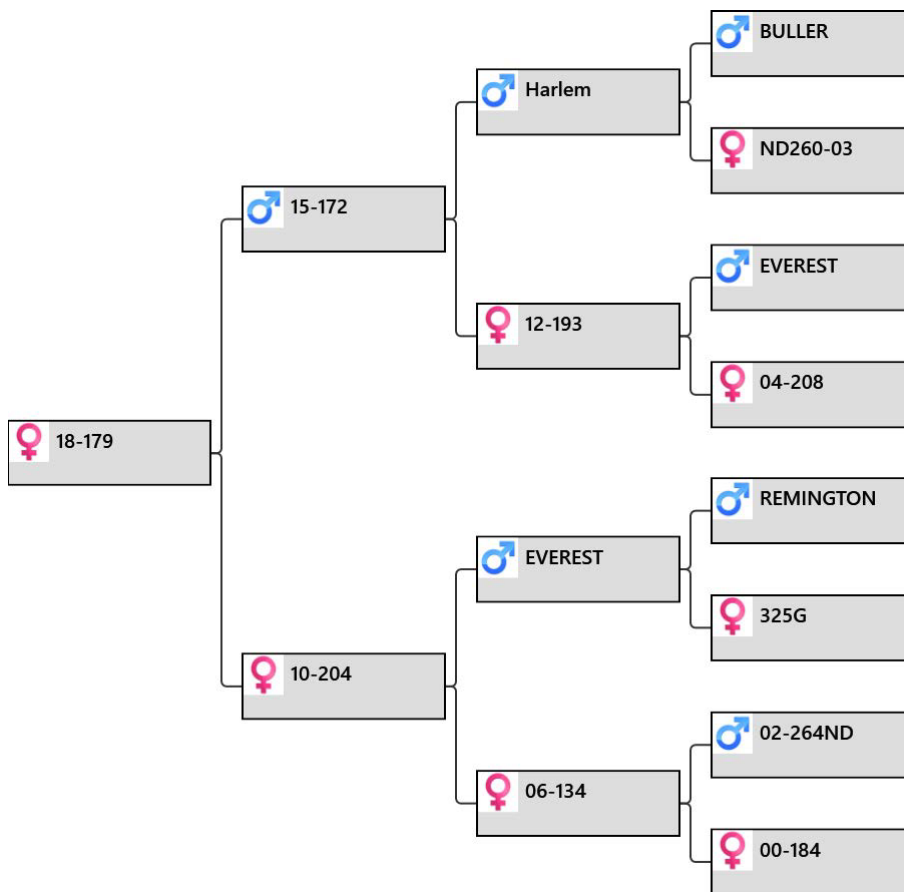 BULLER
Harlem
ND260-03
15-172
EVEREST
12-193
04-208
18-179
REMINGTON
EVEREST
325G
10-204
02-264ND
06-134
00-184